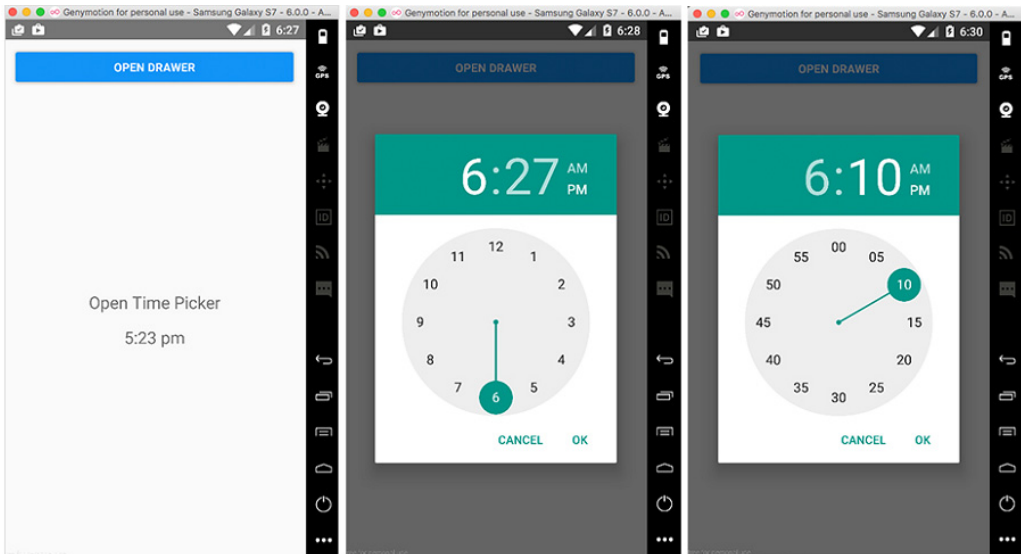 Genymotion for personal use - Samsung Galaxy S7 - 6.0.0 - A...
6:27
OPEN DRAWER
Open Time Picker
5:23 pm
GPS
ID
Genymotion for personal use - Samsung Galaxy S7 - 6.0.0 - A...
6:28
OPEN DRAWER
6:27
AM
PM
12
1
2
3
4
5
6
7
8
9
10
11
CANCEL OK
GPS
ID
Genymotion for personal use - Samsung Galaxy S7 - 6.0.0 - A...
6:30
OPEN DRAWER
6:10
AM
PM
00
05
10
15
20
25
30
35
40
45
50
55
CANCEL OK
GPS
ID